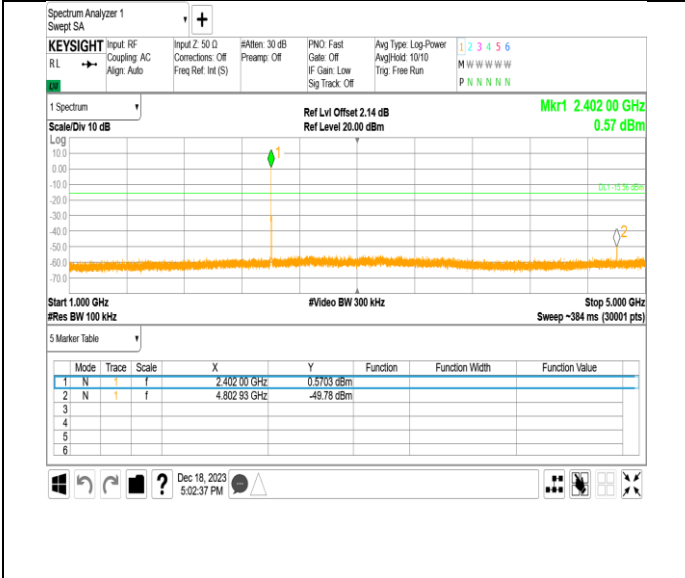 Spectrum Analyzer 1
Swept SA
KEYSIGHT
RL
Input: RF
Coupling: AC
Align: Auto
Input Z: 50 Ω
Corrections: Off
Freq Ref: Int (S)
#Atten: 30 dB
Preamp: Off
PNO: Fast
Gate: Off
IF Gain: Low
Sig Track: Off
Avg Type: Log-Power
Avg|Hold: 10/10
Trig: Free Run
1 2 3 4 5 6
M W W W W W
P N N N N N
1 Spectrum
Scale/Div 10 dB
Ref Lvl Offset 2.14 dB
Ref Level 20.00 dBm
Mkr1 2.402 00 GHz
0.57 dBm
Log
10.0
0.00
-10.0
-20.0
-30.0
-40.0
-50.0
-60.0
-70.0
1
DL1 -15.56 dBm
2
Start 1.000 GHz
#Res BW 100 kHz
#Video BW 300 kHz
Stop 5.000 GHz
Sweep ~384 ms (30001 pts)
5 Marker Table
Mode Trace Scale X Y Function Function Width Function Value
1 N 1 f 2.402 00 GHz 0.5703 dBm
2 N 1 f 4.802 93 GHz -49.78 dBm
3
4
5
6
?
Dec 18, 2023
5:02:37 PM